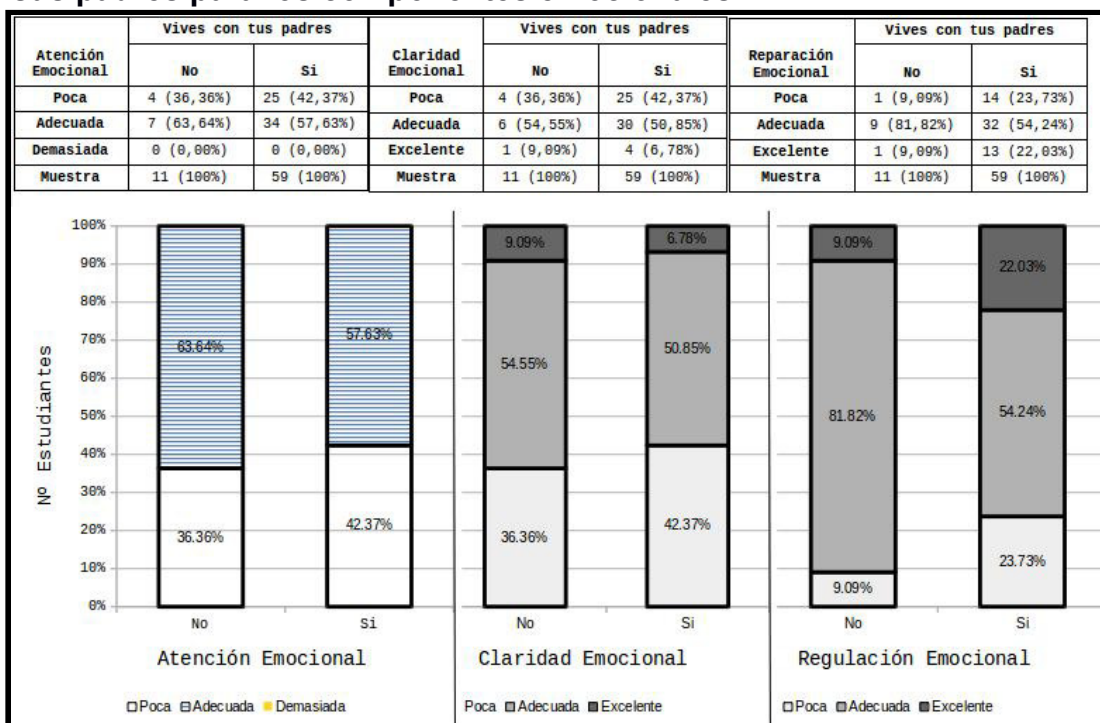 Vives con tus padres
Atención Emocional No Si
Poca 4 (36,36%) 25 (42,37%)
Adecuada 7 (63,64%) 34 (57,63%)
Demasiada 0 (0,00%) 0 (0,00%)
Muestra 11 (100%) 59 (100%)
Vives con tus padres
Claridad Emocional No Si
Poca 4 (36,36%) 25 (42,37%)
Adecuada 6 (54,55%) 30 (50,85%)
Excelente 1 (9,09%) 4 (6,78%)
Muestra 11 (100%) 59 (100%)
Vives con tus padres
Reparación Emocional No Si
Poca 1 (9,09%) 14 (23,73%)
Adecuada 9 (81,82%) 32 (54,24%)
Excelente 1 (9,09%) 13 (22,03%)
Muestra 11 (100%) 59 (100%)
Nº Estudiantes
100%
90%
80%
70%
60%
50%
40%
30%
20%
10%
0%
63.64% 57.63%
36.36% 42.37%
No Si
Atención Emocional
Poca Adecuada Demasiada
9.09% 6.78%
54.55% 50.85%
36.36% 42.37%
No Si
Claridad Emocional
Poca Adecuada Excelente
9.09% 22.03%
81.82% 54.24%
9.09% 23.73%
No Si
Regulación Emocional
Poca Adecuada Excelente